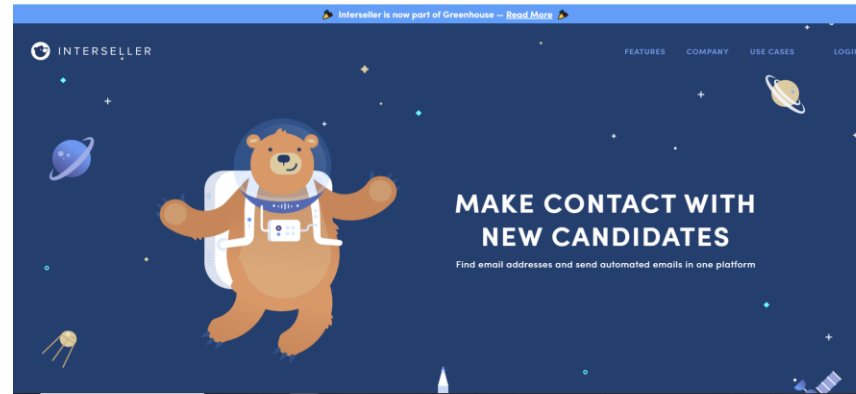 Interseller is now part of Greenhouse — Read More
INTERSELLER
FEATURES COMPANY USE CASES LOGIN
MAKE CONTACT WITH
NEW CANDIDATES
Find email addresses and send automated emails in one platform